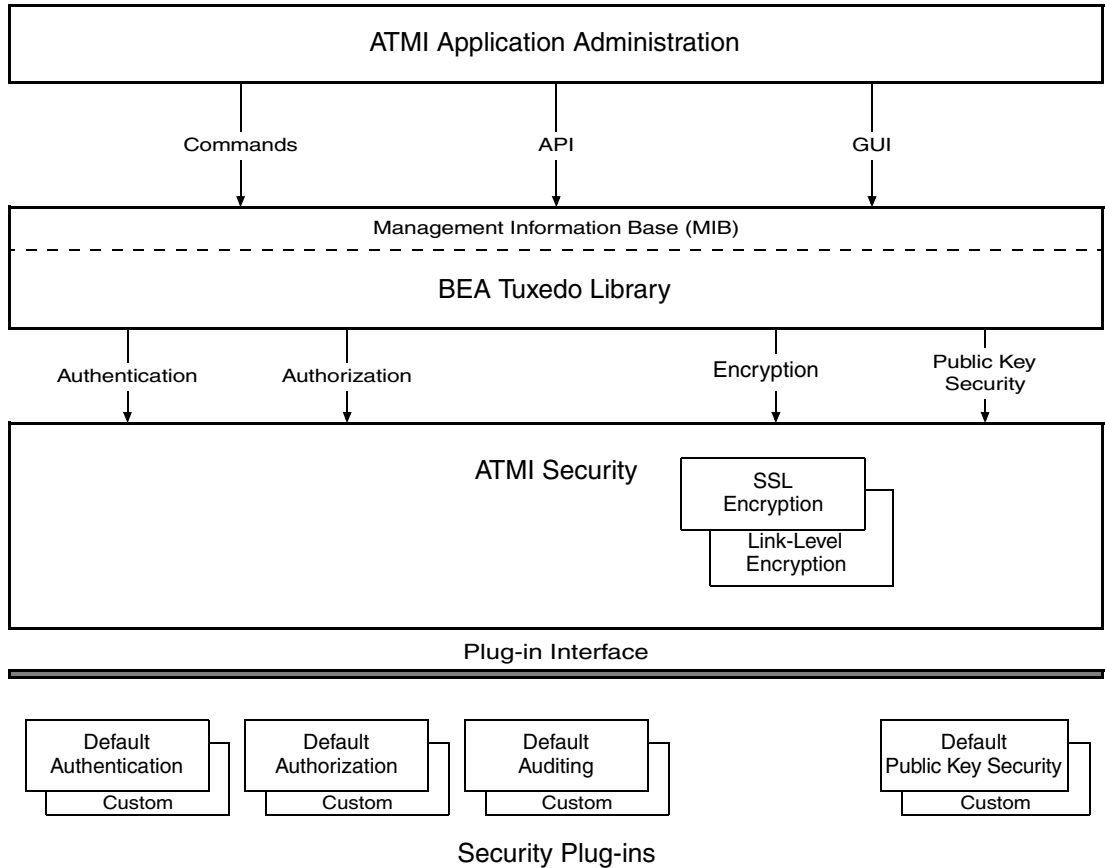 ATMI Application Administration
Commands
API
GUI
Management Information Base (MIB)
BEA Tuxedo Library
Authentication
Authorization
Encryption
Public Key
Security
ATMI Security
SSL
Encryption
Link-Level
Encryption
Plug-in Interface
Default
Authentication
Custom
Default
Authorization
Custom
Default
Auditing
Custom
Default
Public Key Security
Custom
Security Plug-ins